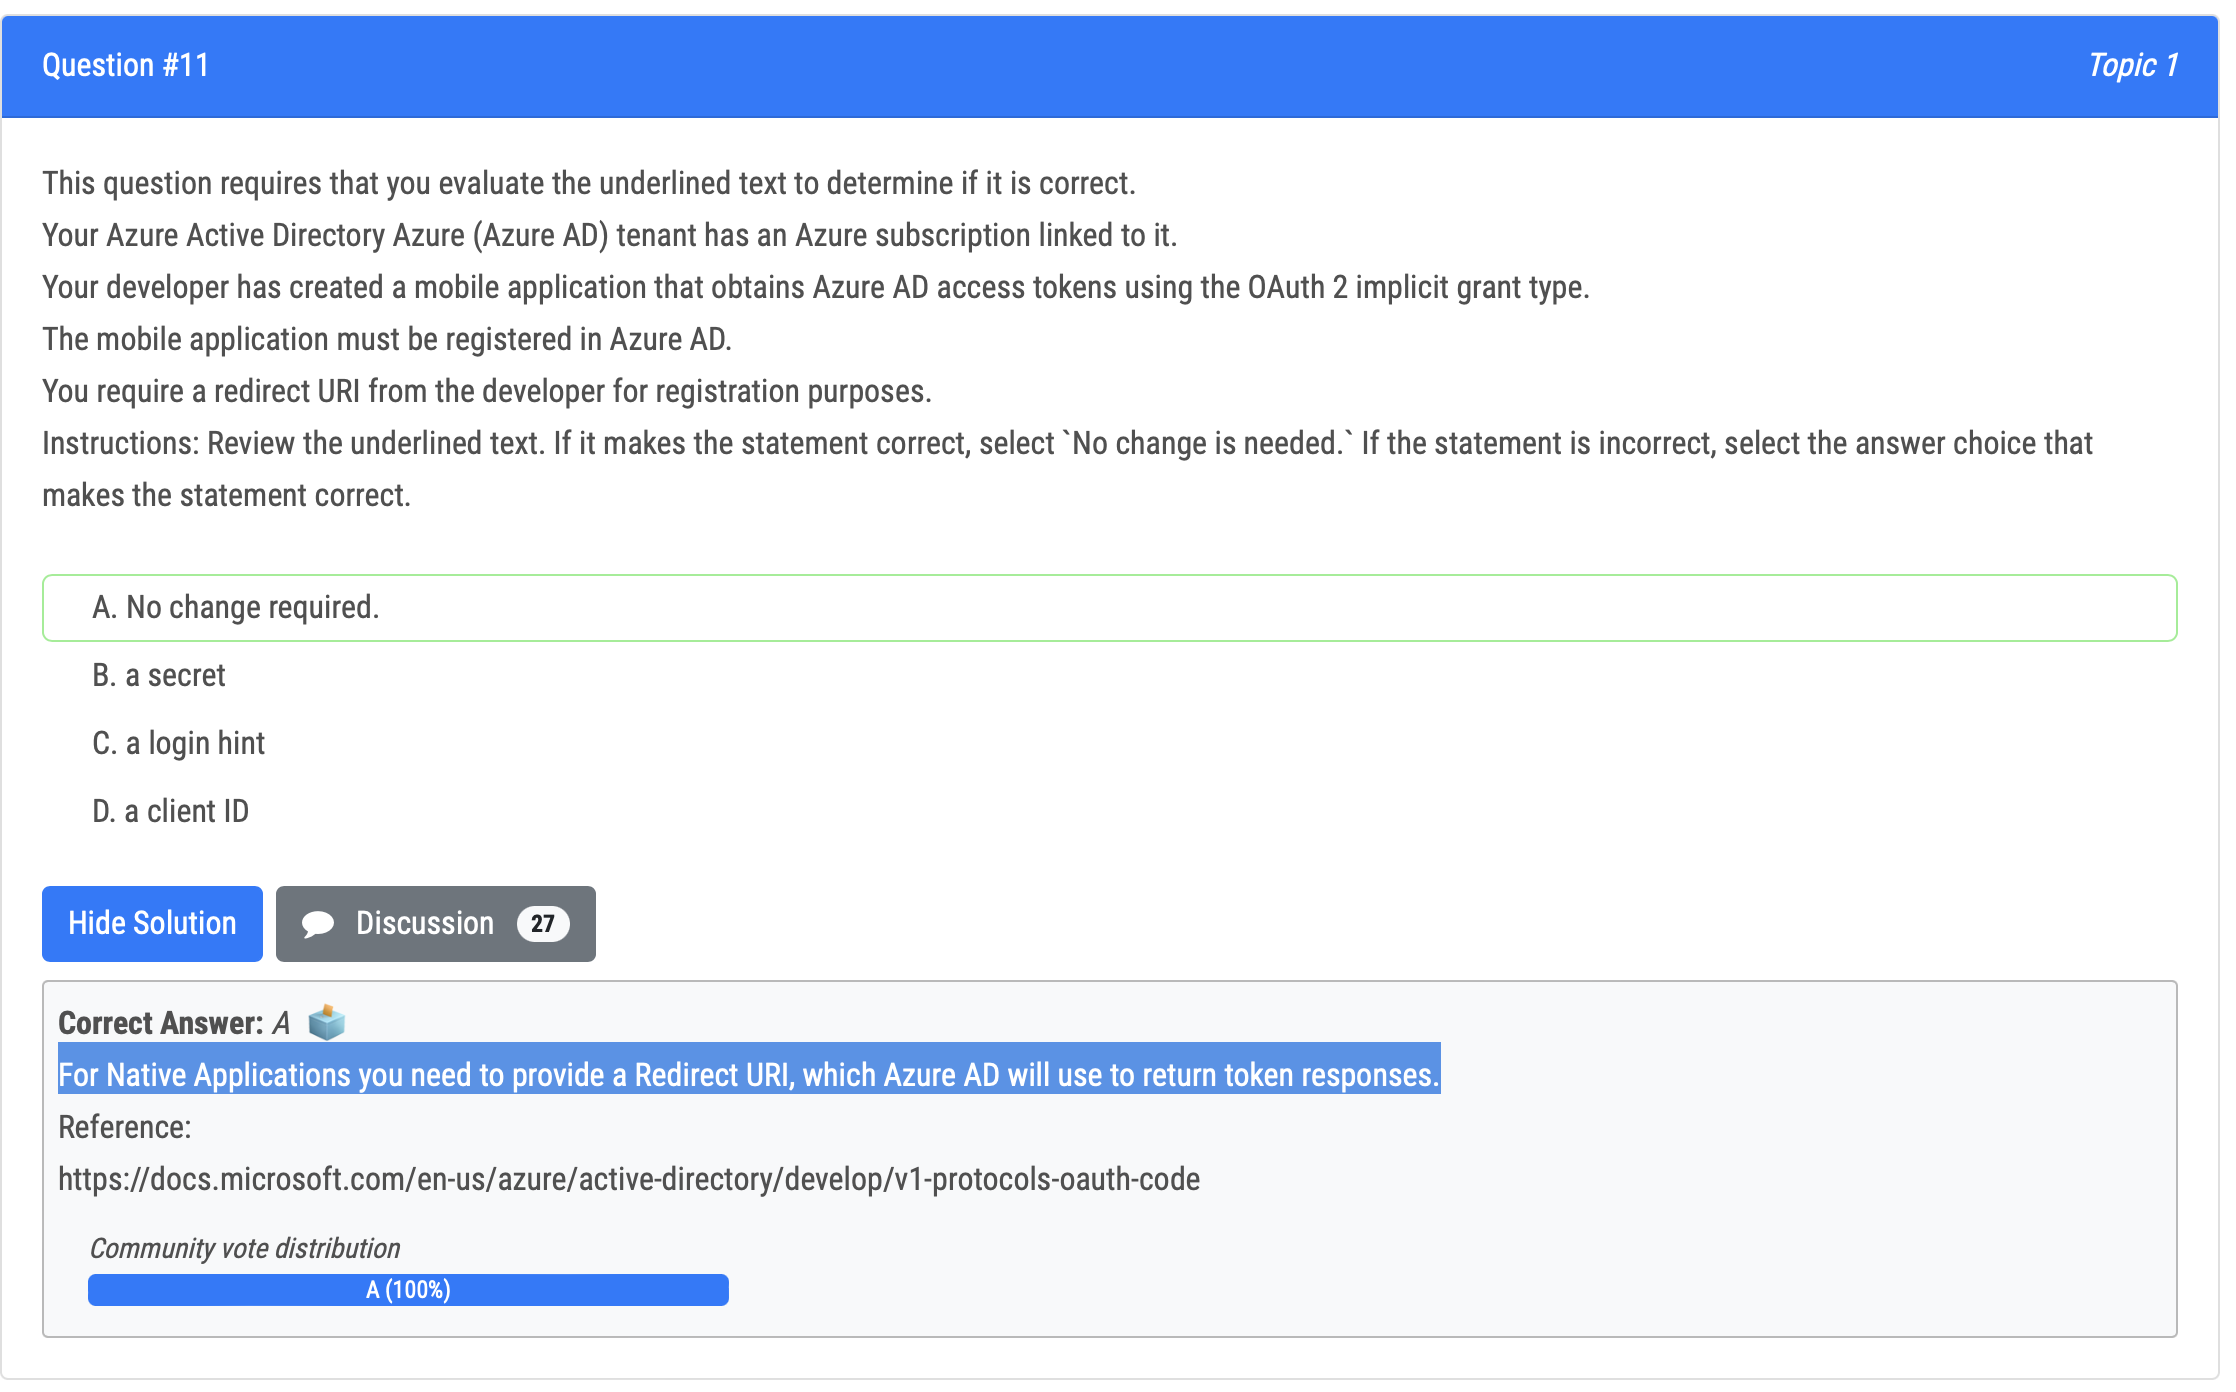 Question #11
Topic 1
This question requires that you evaluate the underlined text to determine if it is correct.
Your Azure Active Directory Azure (Azure AD) tenant has an Azure subscription linked to it.
Your developer has created a mobile application that obtains Azure AD access tokens using the OAuth 2 implicit grant type.
The mobile application must be registered in Azure AD.
You require a redirect URI from the developer for registration purposes.
Instructions: Review the underlined text. If it makes the statement correct, select `No change is needed.` If the statement is incorrect, select the answer choice that
makes the statement correct.
A. No change required.
B. a secret
C. a login hint
D. a client ID
Hide Solution
Discussion 27
Correct Answer: A
For Native Applications you need to provide a Redirect URI, which Azure AD will use to return token responses.
Reference:
https://docs.microsoft.com/en-us/azure/active-directory/develop/v1-protocols-oauth-code
Community vote distribution
A (100%)